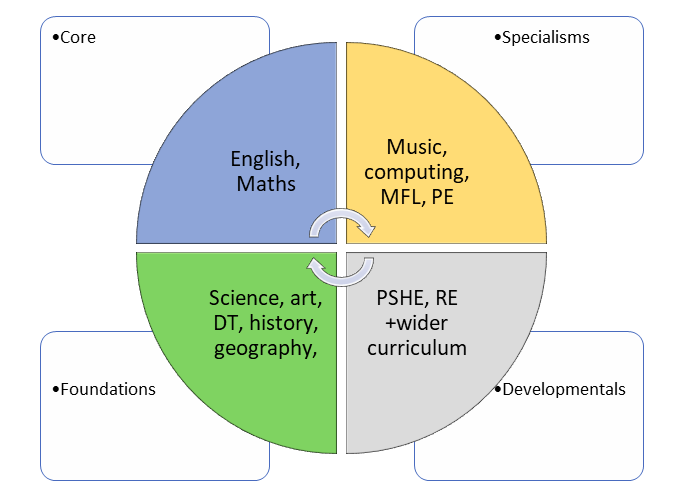 •Core
•Specialisms
English,
Maths
Music,
computing,
MFL, PE
Science, art,
DT, history,
geography,
PSHE, RE
+wider
curriculum
•Foundations
•Developmentals